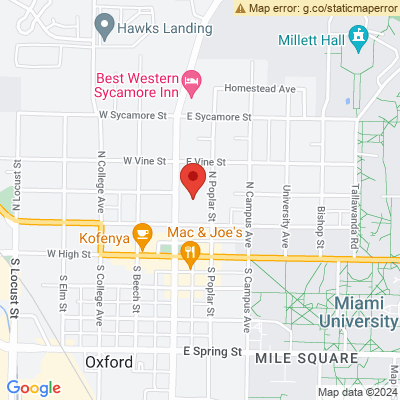 Map error: g.co/staticmaperror
Hawks Landing
Millett Hall
Best Western
Sycamore Inn
Homestead Ave
W Sycamore St
E Sycamore St
W Vine St
E Vine St
N Locust St
N College Ave
N Poplar St
N Campus Ave
University Ave
Bishop St
Tallawanda Rd
Kofenya
Mac & Joe's
W High St
S Locust St
S Elm St
S College Ave
S Beech St
S Poplar St
S Campus Ave
Miami
University
Oxford
E Spring St
MILE SQUARE
Map
Google
Map data ©2024